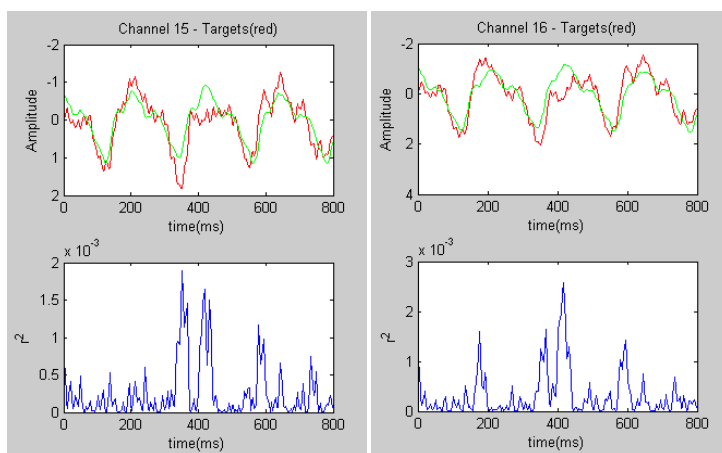 Channel 15 - Targets(red)
Amplitude
-2
-1
0
1
2
0 200 400 600 800
time(ms)
x 10^-3
r^2
2
1.5
1
0.5
0
0 200 400 600 800
time(ms)
Channel 16 - Targets(red)
Amplitude
-2
0
2
4
0 200 400 600 800
time(ms)
x 10^-3
r^2
3
2
1
0
0 200 400 600 800
time(ms)